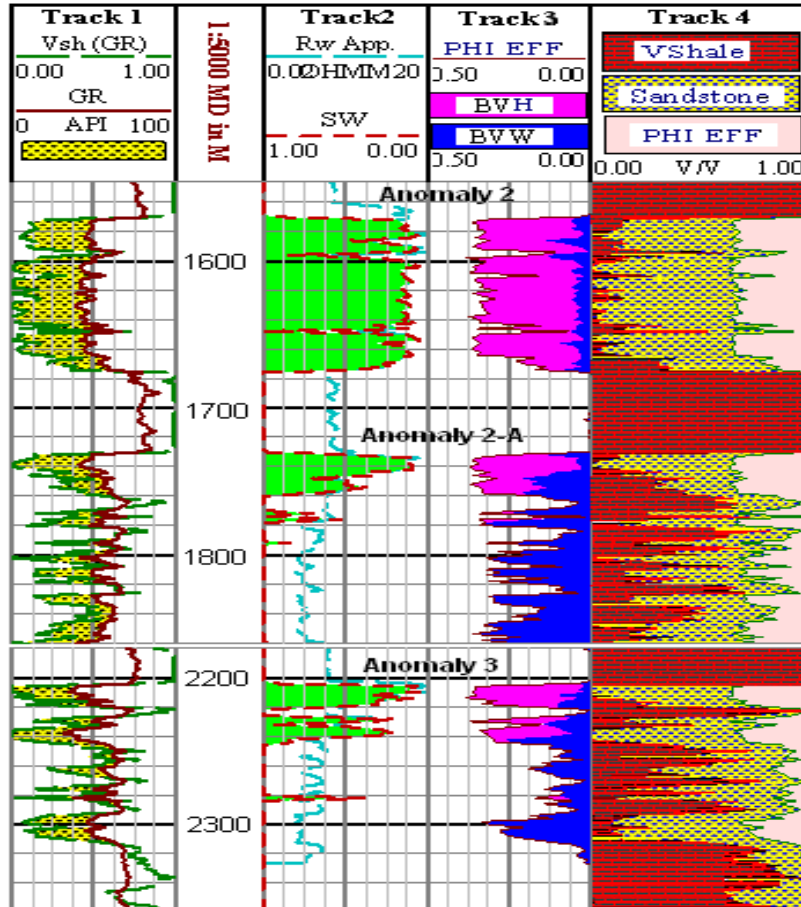 Track 1
Vsh (GR)
0.00 1.00
GR
0 API 100
1:5000 MD in M
Track2
Rw App.
0.00 OHMM 20
SW
1.00 0.00
Track 3
PHI EFF
0.50 0.00
BVH
BVW
0.50 0.00
Track 4
VShale
Sandstone
PHI EFF
0.00 V/V 1.00
Anomaly 2
1600
1700
Anomaly 2-A
1800
Anomaly 3
2200
2300